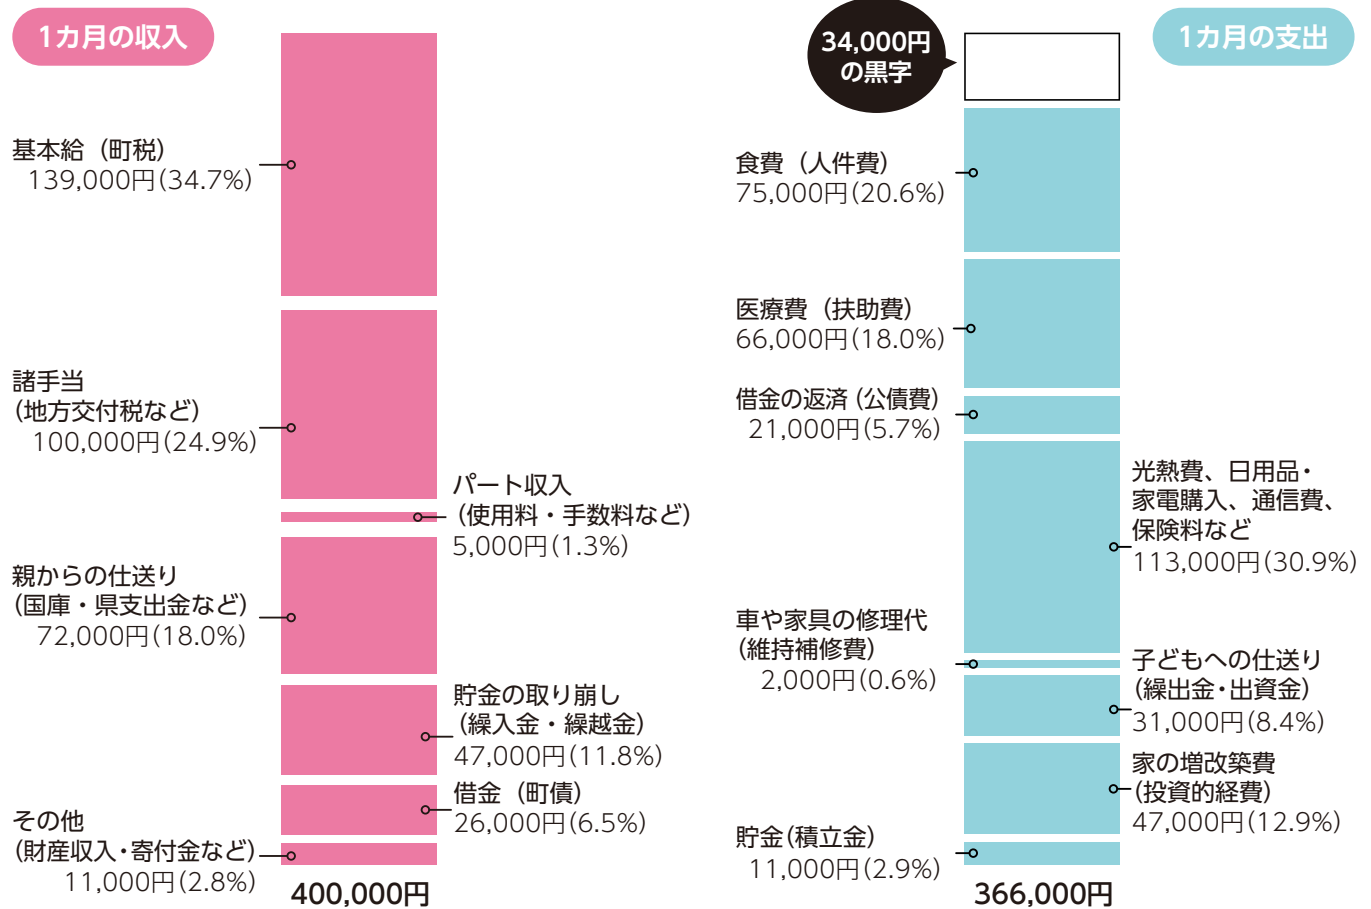 1カ月の収入
基本給（町税）
139,000円(34.7%)
諸手当
(地方交付税など)
100,000円(24.9%)
パート収入
(使用料・手数料など)
5,000円(1.3%)
親からの仕送り
(国庫・県支出金など)
72,000円(18.0%)
貯金の取り崩し
(繰入金・繰越金)
47,000円(11.8%)
借金（町債）
26,000円(6.5%)
その他
(財産収入・寄付金など)
11,000円(2.8%)
400,000円
1カ月の支出
34,000円
の黒字
食費（人件費）
75,000円(20.6%)
医療費（扶助費）
66,000円(18.0%)
借金の返済(公債費)
21,000円(5.7%)
光熱費、日用品・
家電購入、通信費、
保険料など
113,000円(30.9%)
車や家具の修理代
(維持補修費)
2,000円(0.6%)
子どもへの仕送り
(繰出金・出資金)
31,000円(8.4%)
家の増改築費
(投資的経費)
47,000円(12.9%)
貯金(積立金)
11,000円(2.9%)
366,000円